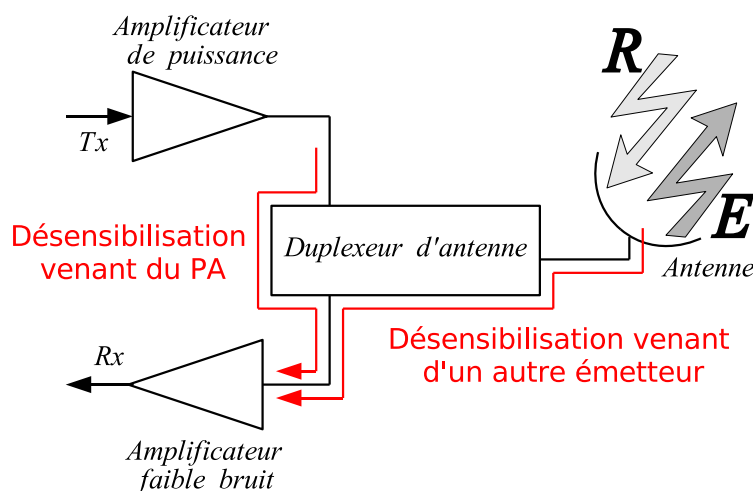 Amplificateur
de puissance
Tx
R
E
Désensibilisation
venant du PA
Duplexeur d'antenne
Antenne
Rx
Désensibilisation venant
d'un autre émetteur
Amplificateur
faible bruit